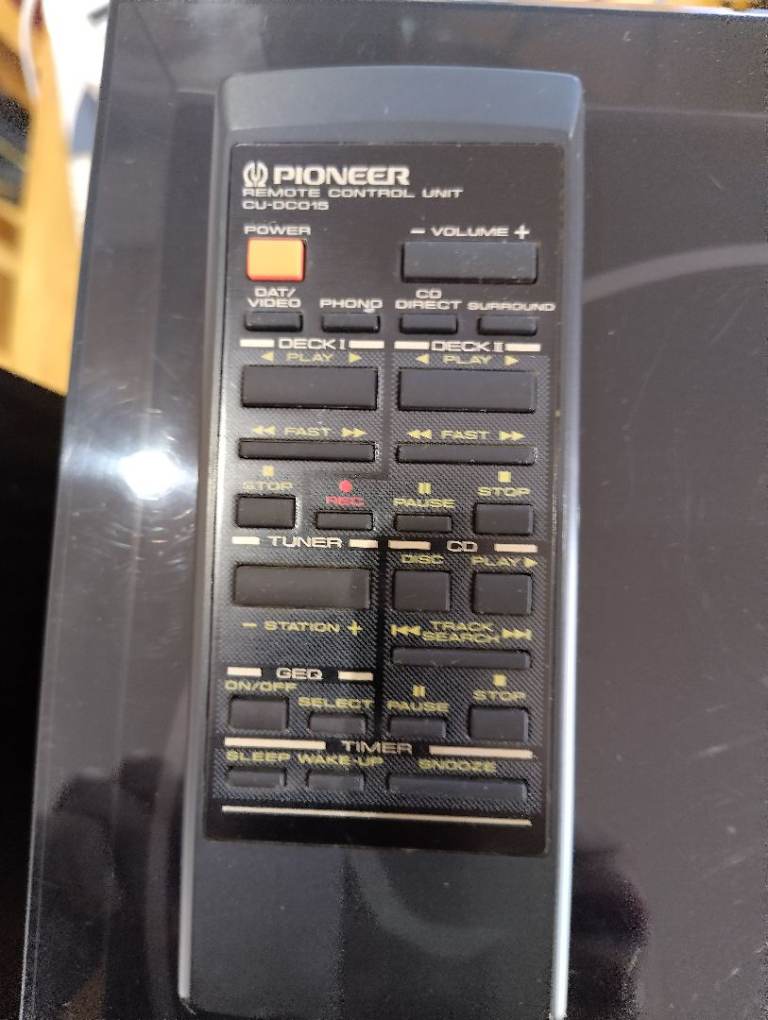 PIONEER
REMOTE CONTROL UNIT
CU-DC015
POWER
− VOLUME +
DAT/
VIDEO
PHONO
CD
DIRECT
SURROUND
DECK I
DECK II
◀ PLAY ▶
◀ PLAY ▶
◀◀ FAST ▶▶
◀◀ FAST ▶▶
■
STOP
●
REC
II
PAUSE
■
STOP
TUNER
CD
DISC
PLAY ▶
− STATION +
I◀◀ TRACK SEARCH ▶▶I
GEQ
ON/OFF
SELECT
II
PAUSE
■
STOP
TIMER
SLEEP WAKE-UP SNOOZE